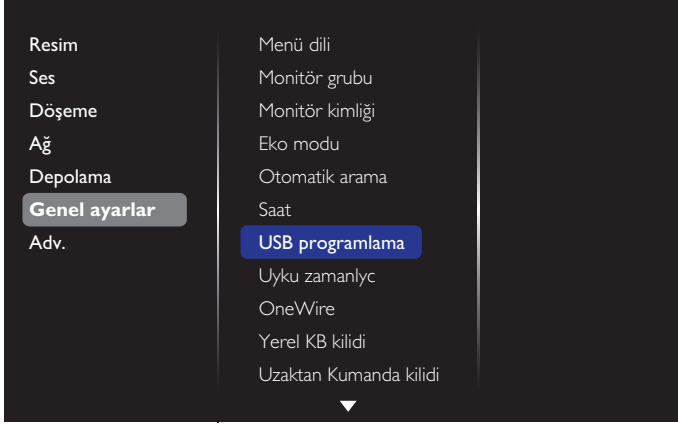 Resim
Ses
Döşeme
Ağ
Depolama
Genel ayarlar
Adv.
Menü dili
Monitör grubu
Monitör kimliği
Eko modu
Otomatik arama
Saat
USB programlama
Uyku zamanlyc
OneWire
Yerel KB kilidi
Uzaktan Kumanda kilidi